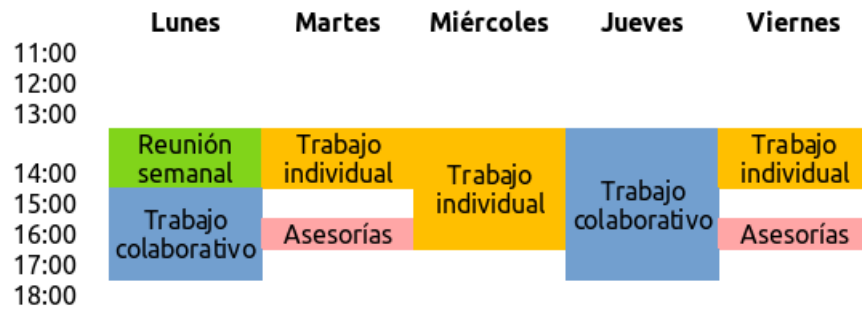 Lunes Martes Miércoles Jueves Viernes
11:00
12:00
13:00
Reunión Trabajo Trabajo
14:00 semanal individual Trabajo individual Trabajo individual
15:00 Trabajo colaborativo
16:00 colaborativo Asesorías Asesorías
17:00
18:00